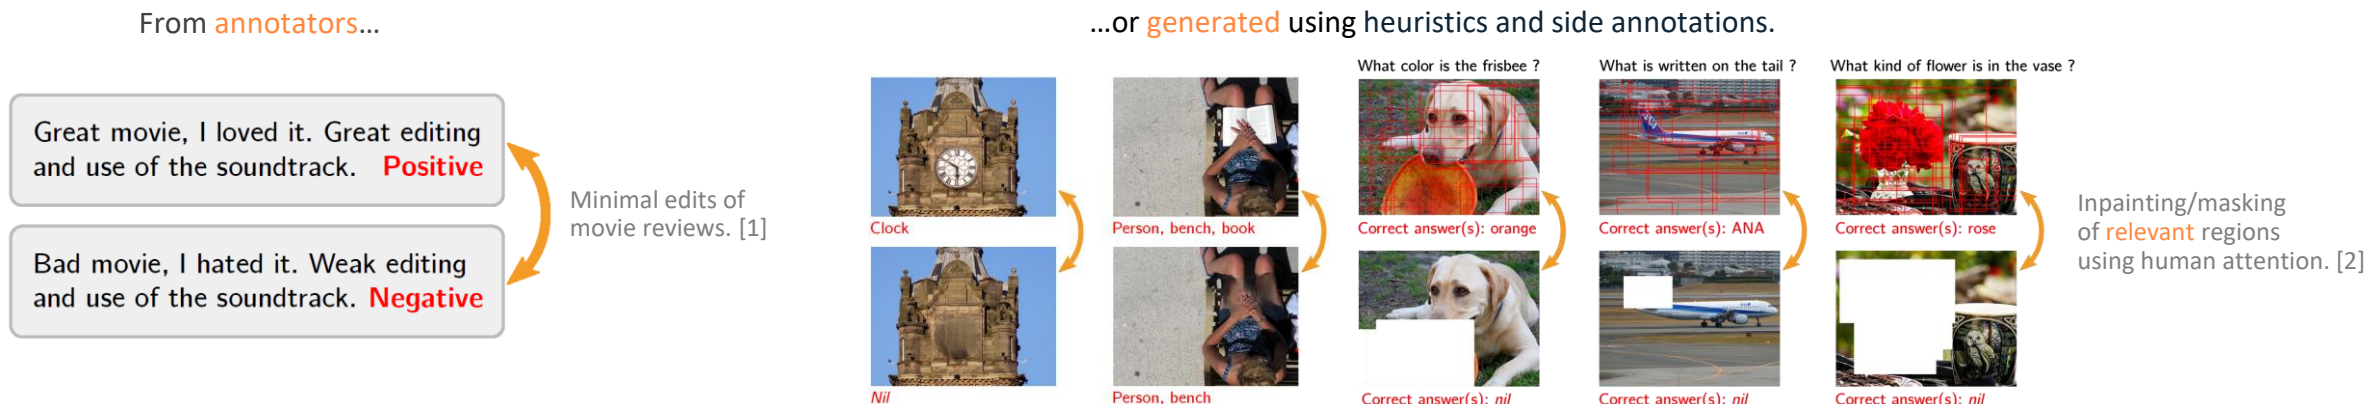 From annotators...
Great movie, I loved it. Great editing
and use of the soundtrack. Positive
Bad movie, I hated it. Weak editing
and use of the soundtrack. Negative
Minimal edits of
movie reviews. [1]
...or generated using heuristics and side annotations.
Clock
Nil
Person, bench, book
Person, bench
What color is the frisbee ?
Correct answer(s): orange
Correct answer(s): nil
What is written on the tail ?
ANA
Correct answer(s): ANA
Correct answer(s): nil
What kind of flower is in the vase ?
Correct answer(s): rose
Correct answer(s): nil
Inpainting/masking
of relevant regions
using human attention. [2]